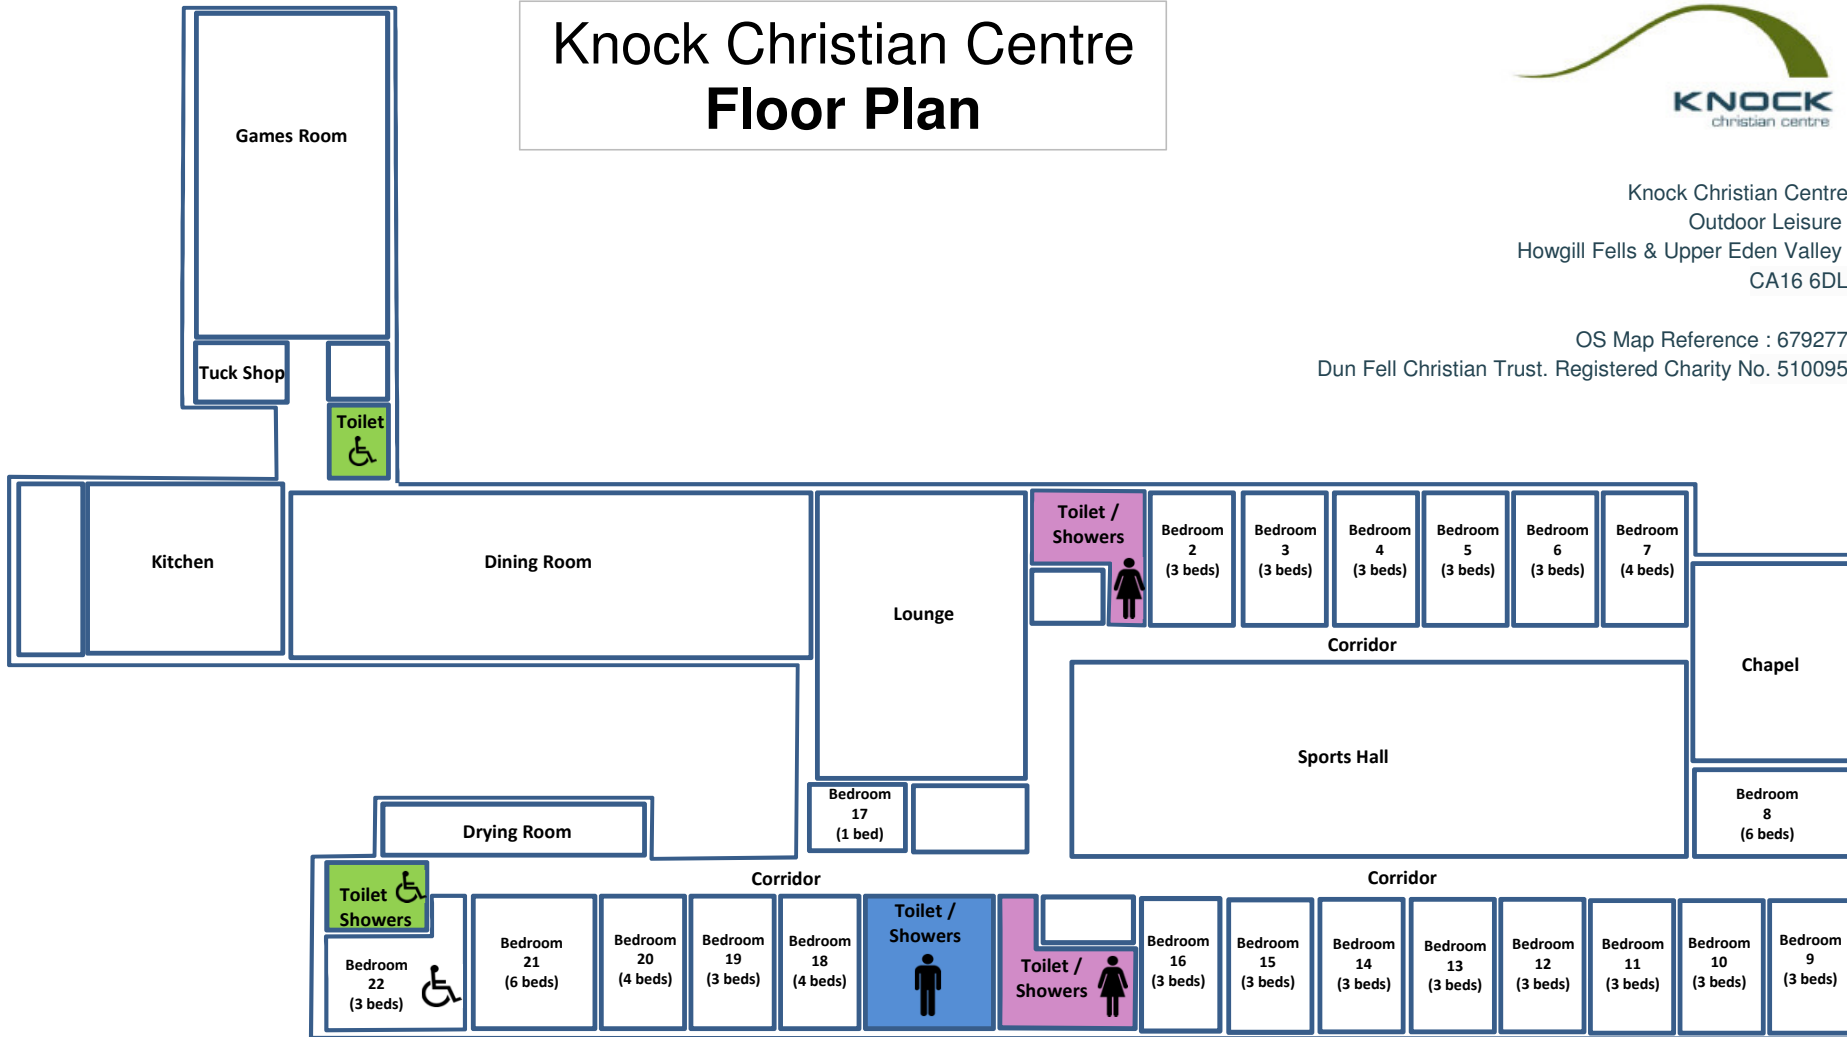 Knock Christian Centre
Floor Plan
KNOCK
christian centre
Knock Christian Centre
Outdoor Leisure
Howgill Fells & Upper Eden Valley
CA16 6DL
OS Map Reference : 679277
Dun Fell Christian Trust. Registered Charity No. 510095
Games Room
Tuck Shop
Toilet
Kitchen
Dining Room
Lounge
Toilet /
Showers
Bedroom
2
(3 beds)
Bedroom
3
(3 beds)
Bedroom
4
(3 beds)
Bedroom
5
(3 beds)
Bedroom
6
(3 beds)
Bedroom
7
(4 beds)
Corridor
Chapel
Sports Hall
Bedroom
17
(1 bed)
Bedroom
8
(6 beds)
Drying Room
Corridor
Corridor
Toilet
Showers
Bedroom
22
(3 beds)
Bedroom
21
(6 beds)
Bedroom
20
(4 beds)
Bedroom
19
(3 beds)
Bedroom
18
(4 beds)
Toilet /
Showers
Toilet /
Showers
Bedroom
16
(3 beds)
Bedroom
15
(3 beds)
Bedroom
14
(3 beds)
Bedroom
13
(3 beds)
Bedroom
12
(3 beds)
Bedroom
11
(3 beds)
Bedroom
10
(3 beds)
Bedroom
9
(3 beds)